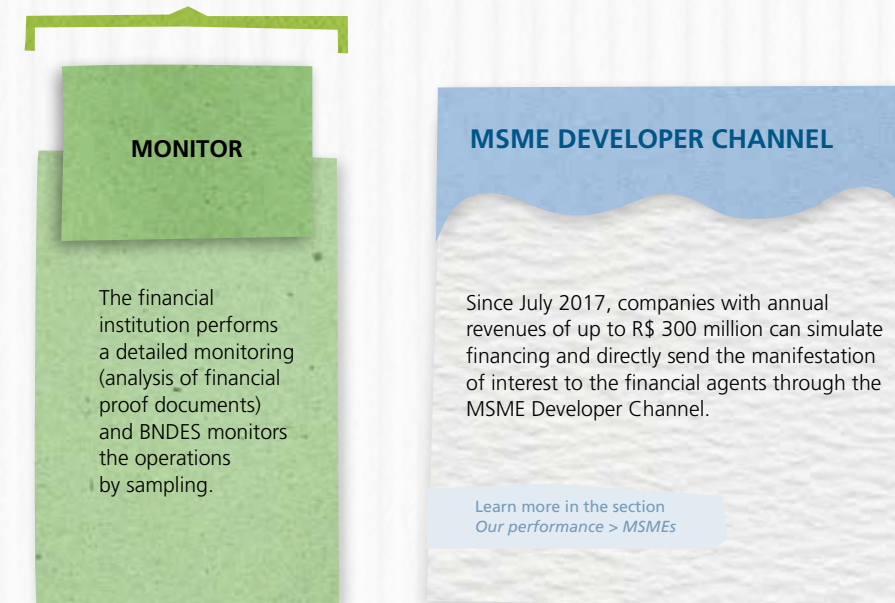 MONITOR
The financial
institution performs
a detailed monitoring
(analysis of financial
proof documents)
and BNDES monitors
the operations
by sampling.
MSME DEVELOPER CHANNEL
Since July 2017, companies with annual
revenues of up to R$ 300 million can simulate
financing and directly send the manifestation
of interest to the financial agents through the
MSME Developer Channel.
Learn more in the section
Our performance > MSMEs